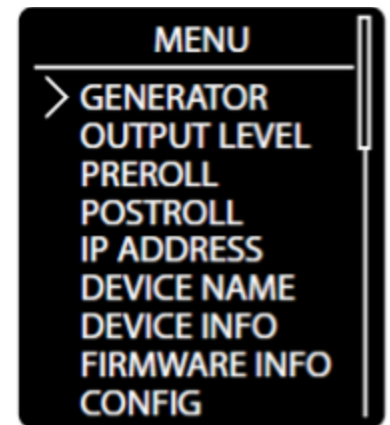 MENU
GENERATOR
OUTPUT LEVEL
PREROLL
POSTROLL
IP ADDRESS
DEVICE NAME
DEVICE INFO
FIRMWARE INFO
CONFIG